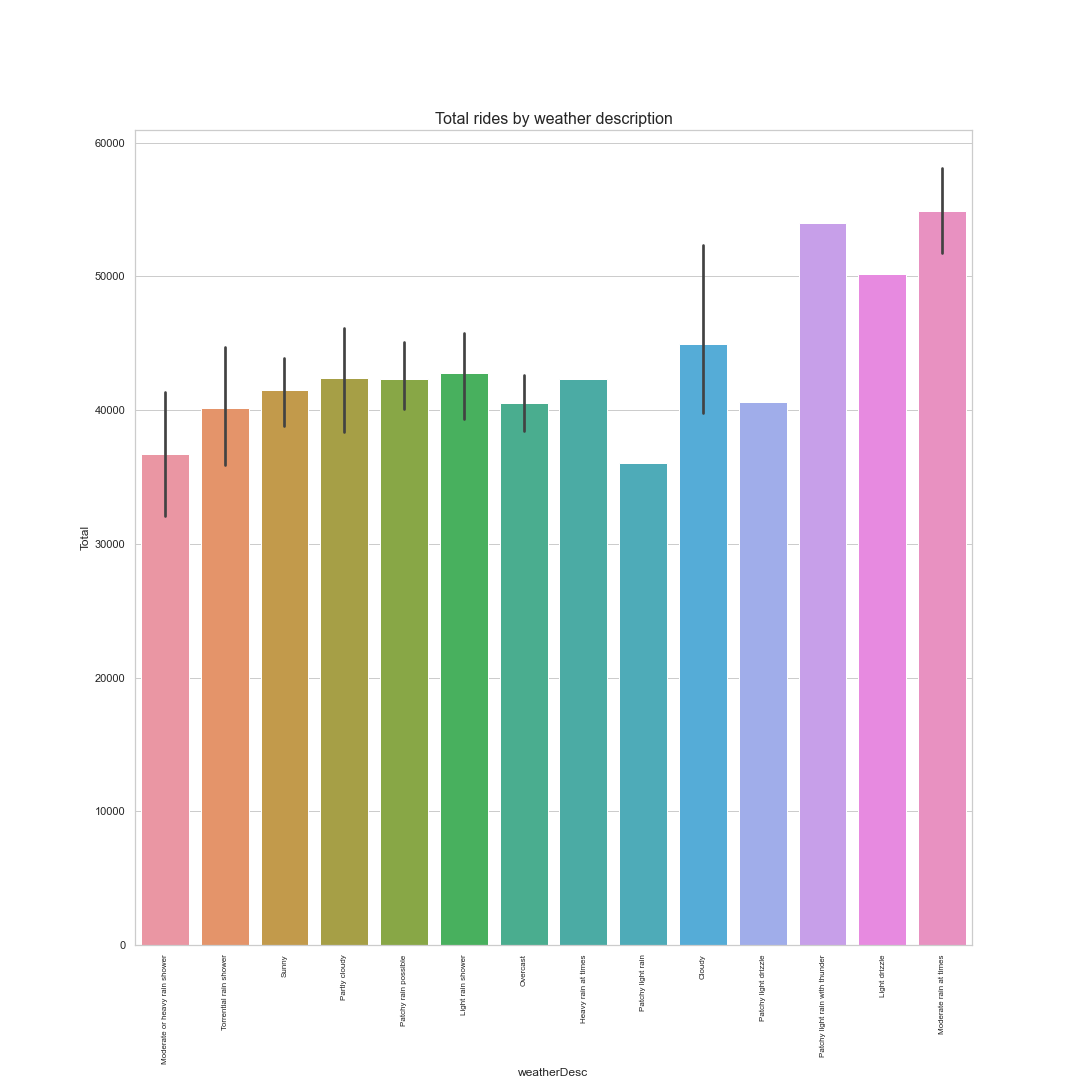 Total rides by weather description
60000
50000
40000
30000
20000
10000
0
Total
Moderate or heavy rain shower
Torrential rain shower
Sunny
Partly cloudy
Patchy rain possible
Light rain shower
Overcast
Heavy rain at times
Patchy light rain
Cloudy
Patchy light drizzle
Patchy light rain with thunder
Light drizzle
Moderate rain at times
weatherDesc